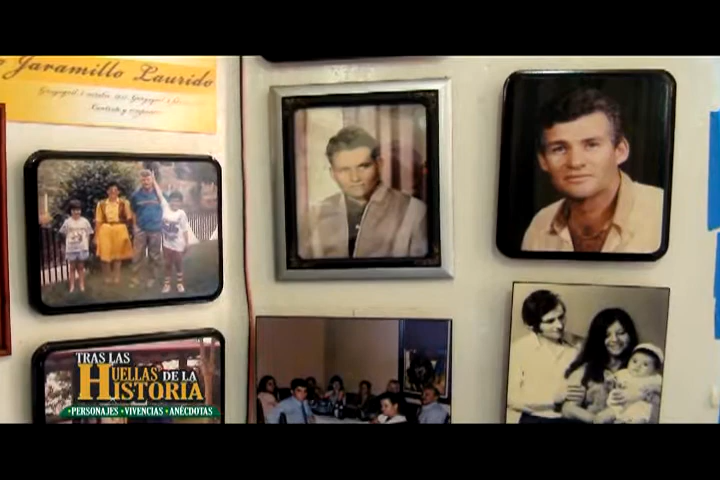 Jaramillo Laurido
TRAS LAS
HUELLAS DE LA
HISTORIA
• PERSONAJES • VIVENCIAS • ANÉCDOTAS